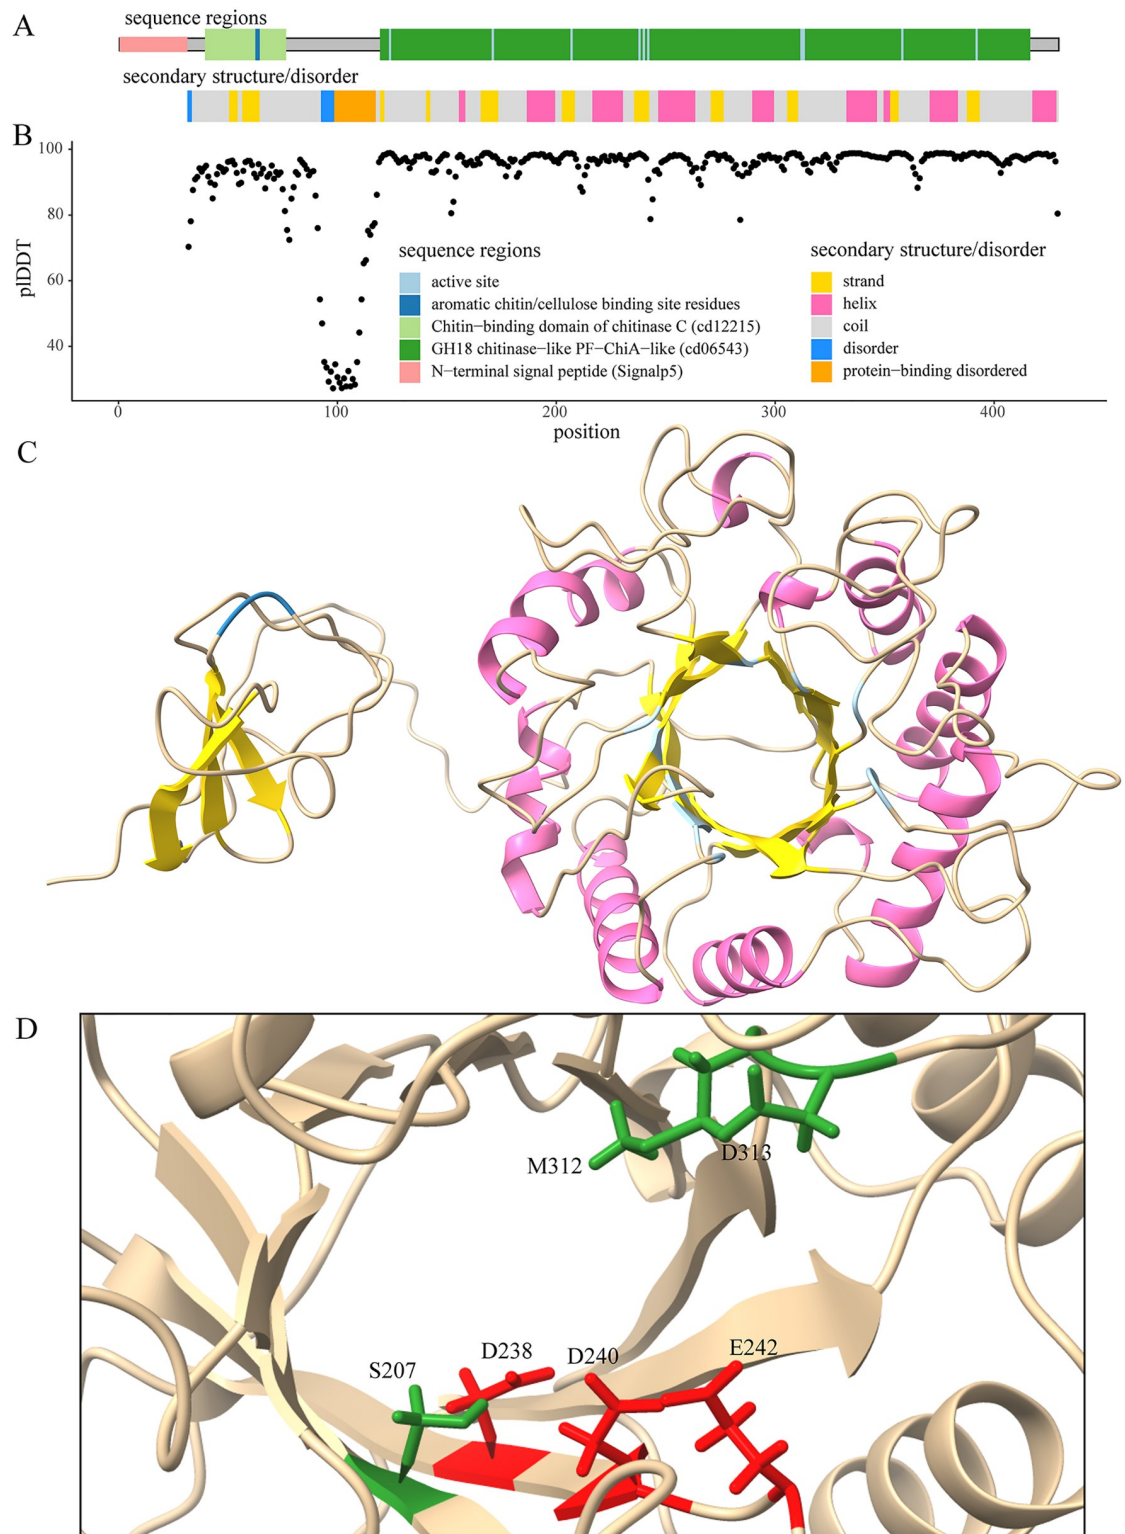 A
sequence regions
secondary structure/disorder
B
100
80
60
40
plDDT
sequence regions
active site
aromatic chitin/cellulose binding site residues
Chitin−binding domain of chitinase C (cd12215)
GH18 chitinase−like PF−ChiA−like (cd06543)
N−terminal signal peptide (Signalp5)
secondary structure/disorder
strand
helix
coil
disorder
protein−binding disordered
0 100 200 300 400
position
C
D
M312
D313
S207
D238
D240
E242